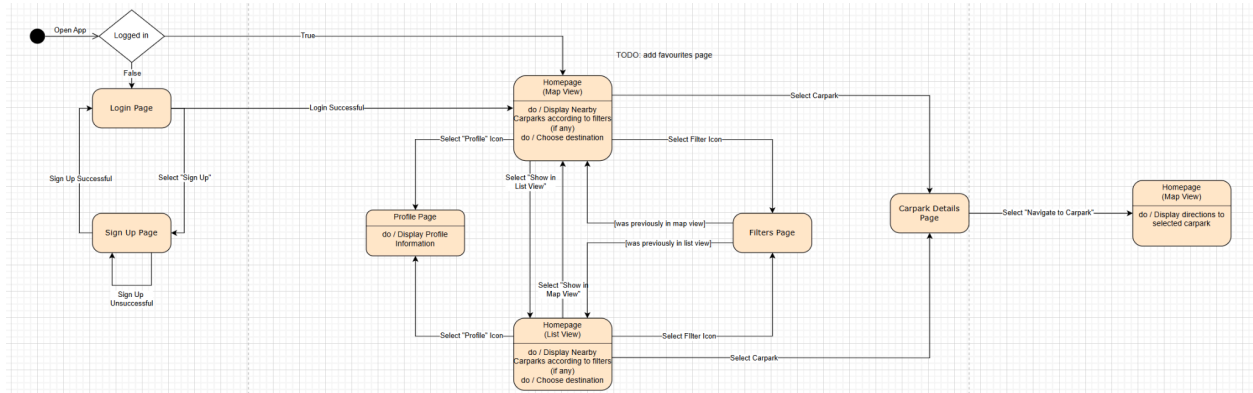 Open App
Logged in
True
False
TODO: add favourites page
Login Page
Login Successful
Homepage
(Map View)
do / Display Nearby
Carparks according to filters
(if any)
do / Choose destination
Select Carpark
Select "Profile" Icon
Select Filter Icon
Sign Up Successful
Select "Sign Up"
Select "Show in
List View"
Profile Page
do / Display Profile
Information
[was previously in map view]
[was previously in list view]
Filters Page
Carpark Details
Page
Select "Navigate to Carpark"
Homepage
(Map View)
do / Display directions to
selected carpark
Sign Up Page
Sign Up
Unsuccessful
Select "Show in
Map View"
Homepage
(List View)
do / Display Nearby
Carparks according to filters
(if any)
do / Choose destination
Select "Profile" Icon
Select FIlter Icon
Select Carpark